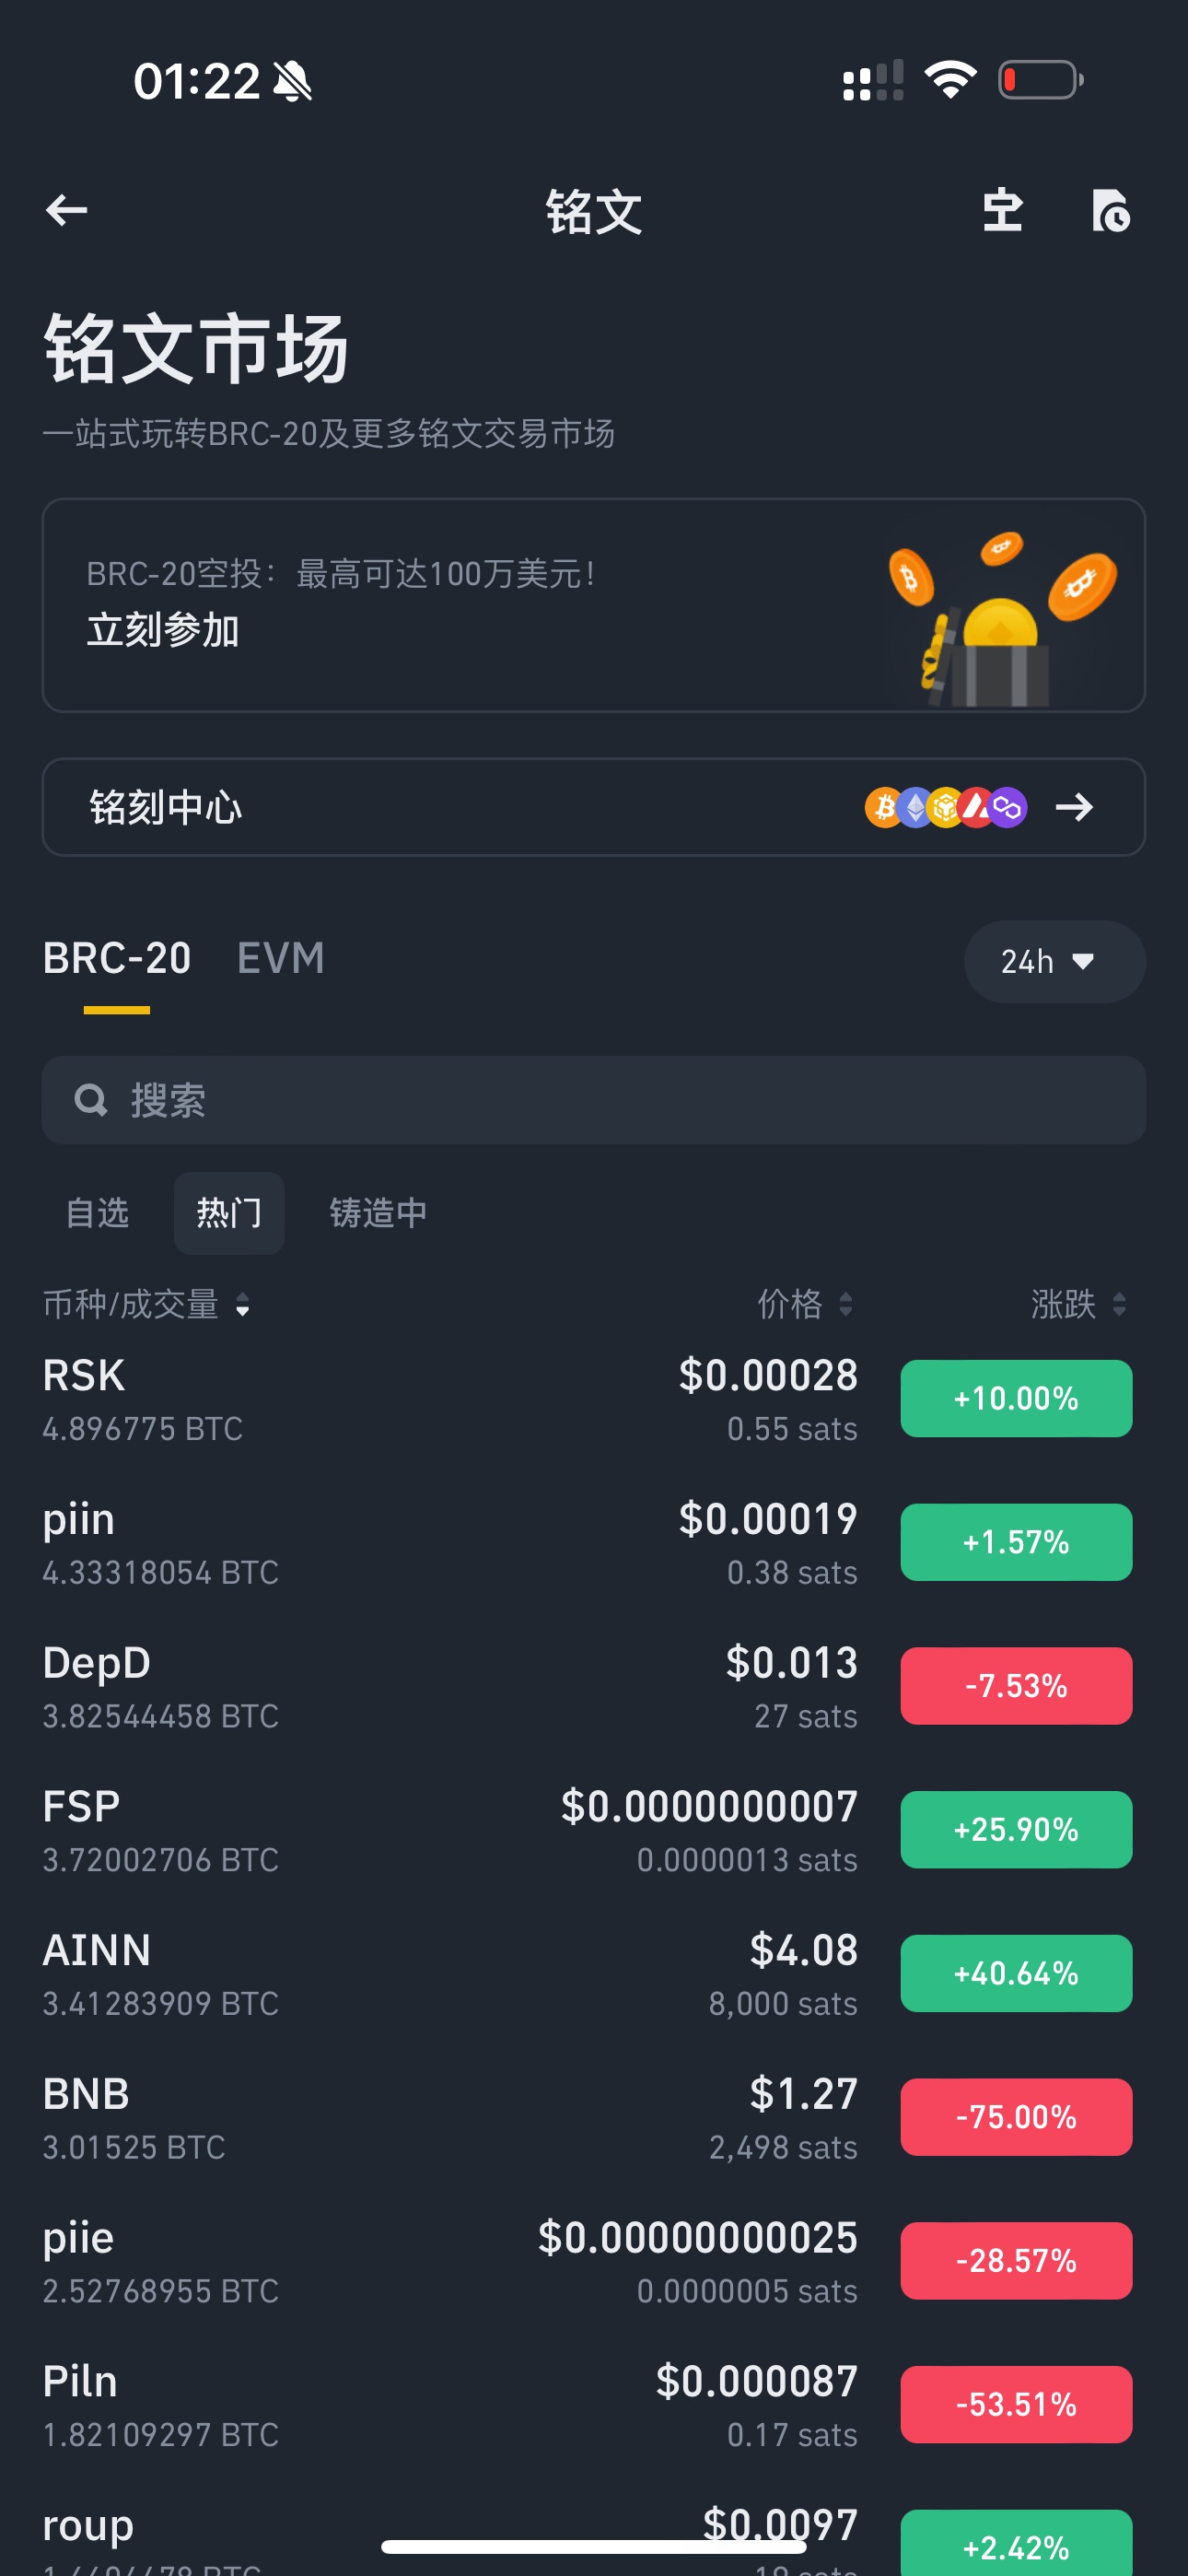 01:22
铭文
铭文市场
一站式玩转BRC-20及更多铭文交易市场
BRC-20空投：最高可达100万美元！
立刻参加
铭刻中心
BRC-20 EVM 24h
搜索
自选 热门 铸造中
币种/成交量 价格 涨跌
RSK $0.00028 +10.00%
4.896775 BTC 0.55 sats
piin $0.00019 +1.57%
4.33318054 BTC 0.38 sats
DepD $0.013 -7.53%
3.82544458 BTC 27 sats
FSP $0.0000000007 +25.90%
3.72002706 BTC 0.0000013 sats
AINN $4.08 +40.64%
3.41283909 BTC 8,000 sats
BNB $1.27 -75.00%
3.01525 BTC 2,498 sats
piie $0.00000000025 -28.57%
2.52768955 BTC 0.0000005 sats
Piln $0.000087 -53.51%
1.82109297 BTC 0.17 sats
roup $0.0097 +2.42%
BTC sats